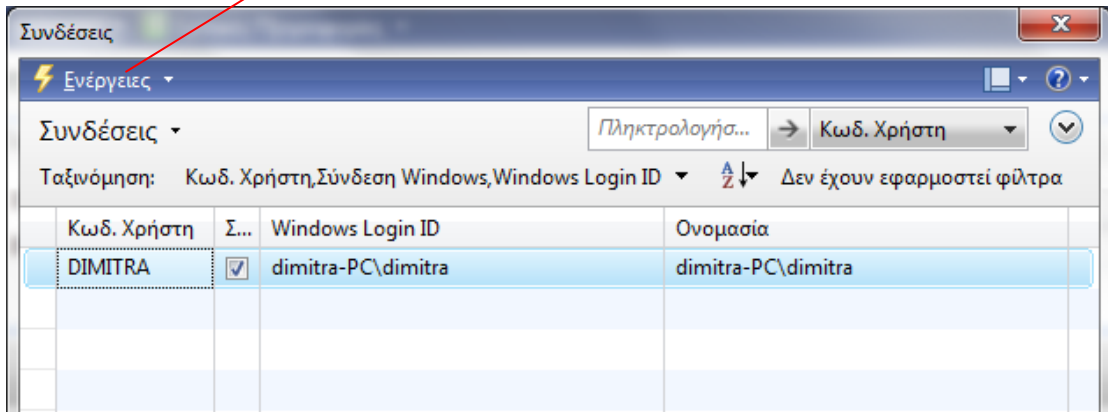 Συνδέσεις
Ενέργειες
Συνδέσεις Πληκτρολογήσ... Κωδ. Χρήστη
Ταξινόμηση: Κωδ. Χρήστη,Σύνδεση Windows,Windows Login ID Δεν έχουν εφαρμοστεί φίλτρα
Κωδ. Χρήστη Σ... Windows Login ID Ονομασία
DIMITRA dimitra-PC\dimitra dimitra-PC\dimitra